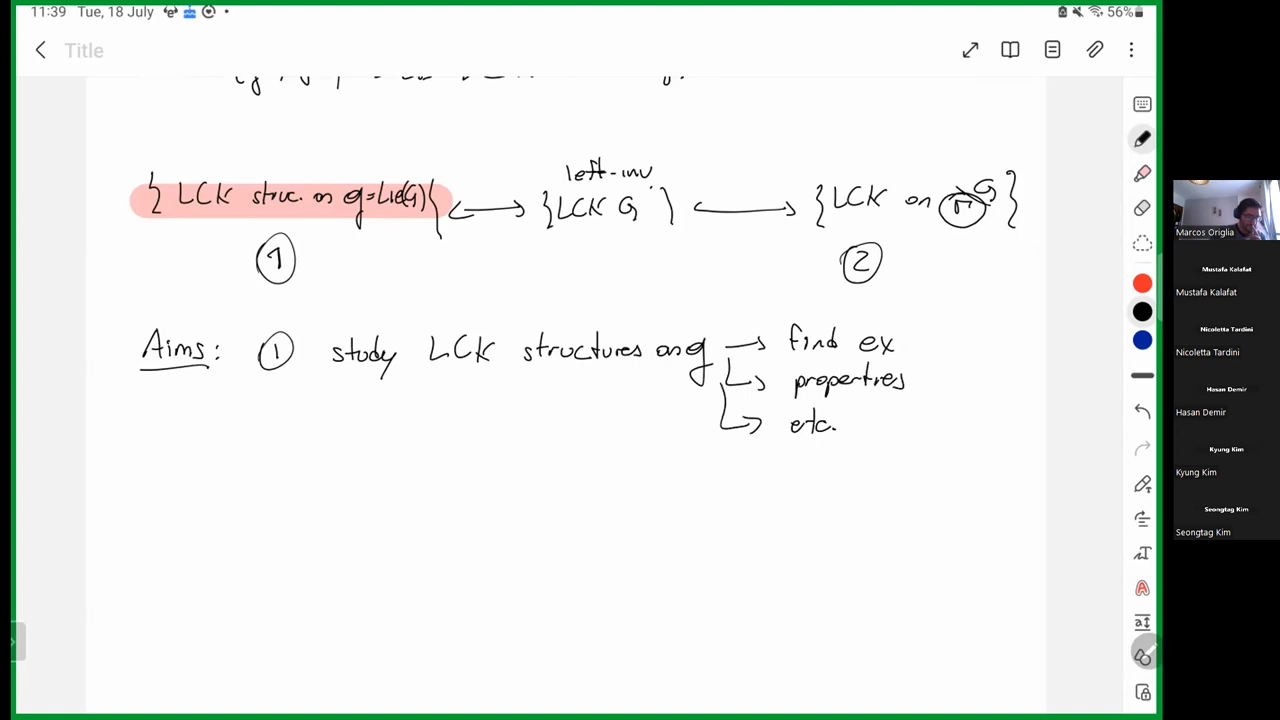 11:39 Tue, 18 July
56%
Title
left-inv.
{ LCK struc. on g=Lie(G) } ⟷ { LCK G } ⟷ { LCK on Γ\G }
① ②
Aims: ① study LCK structures on g → find ex
↳ properties
↳ etc.
Marcos Origlia
Mustafa Kalafat
Mustafa Kalafat
Nicoletta Tardini
Nicoletta Tardini
Hasan Demir
Hasan Demir
Kyung Kim
Kyung Kim
Seongtag Kim
Seongtag Kim